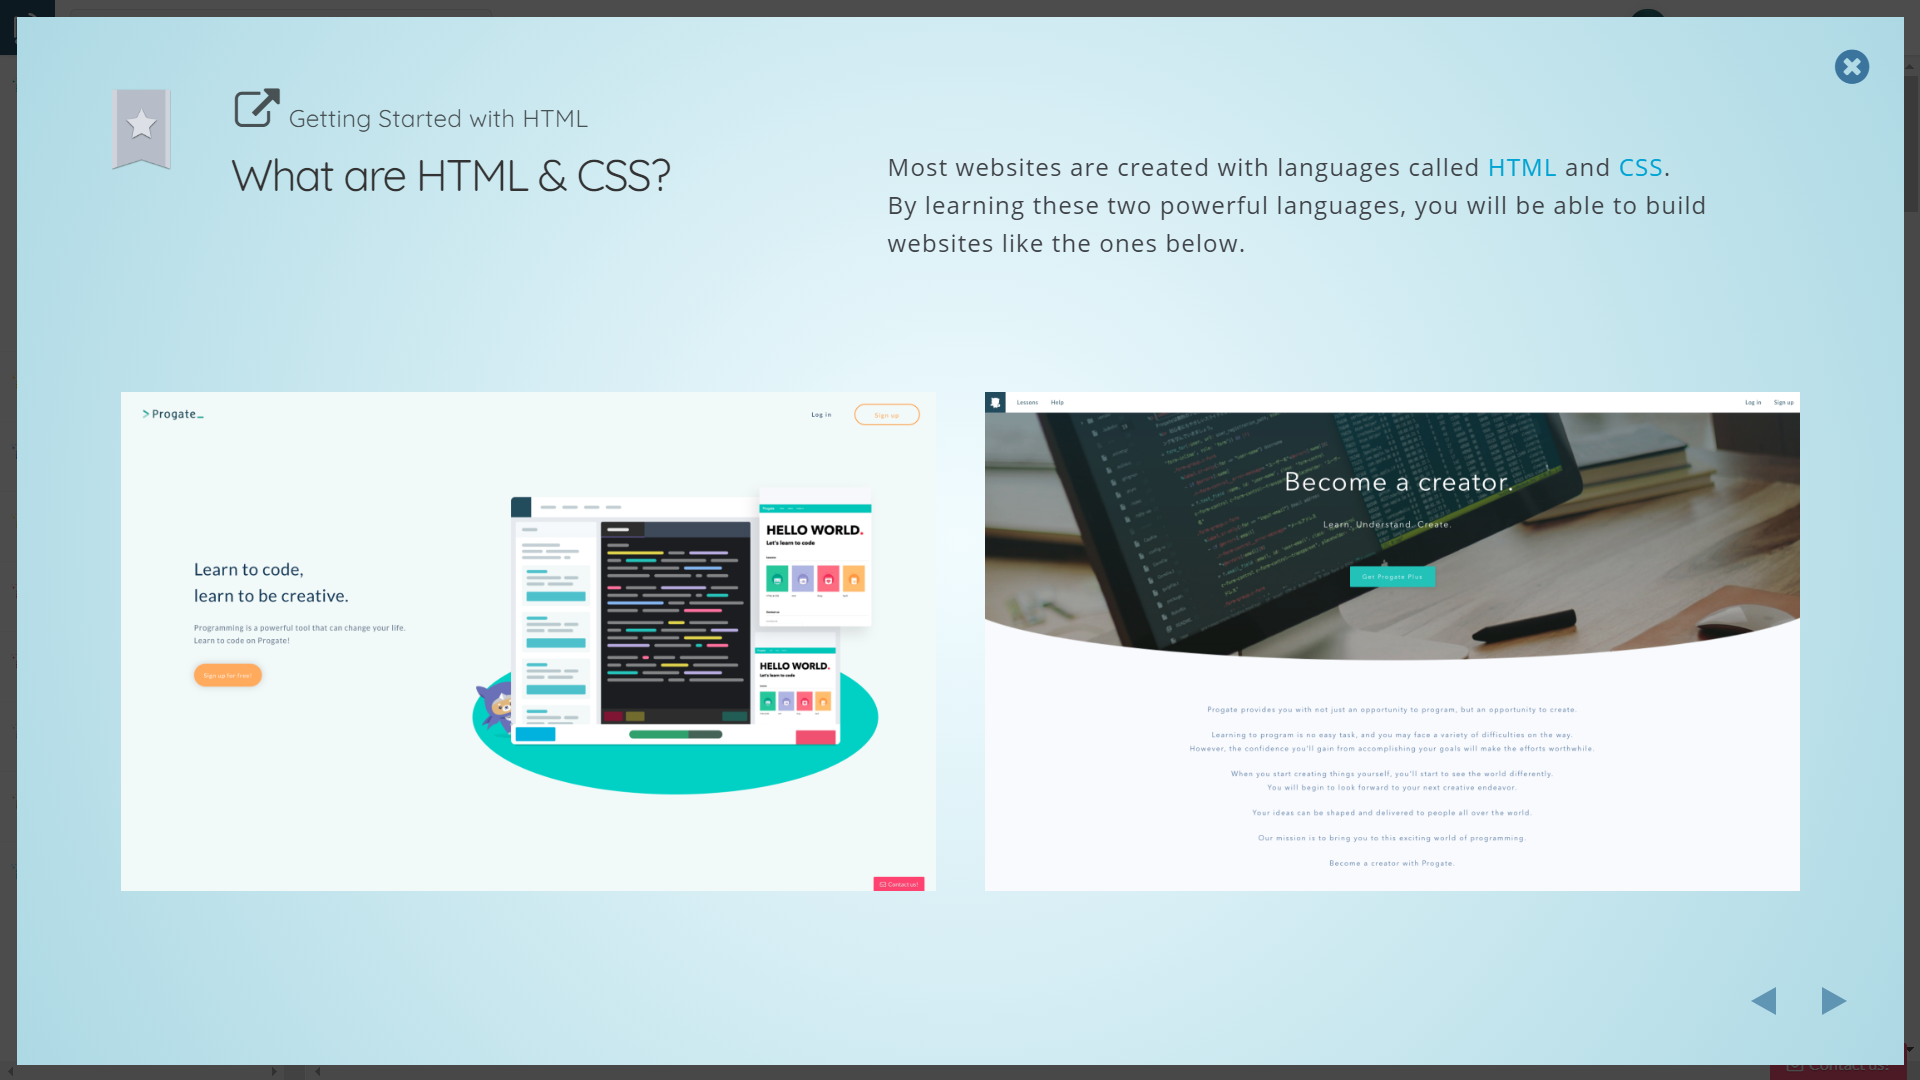 Getting Started with HTML
What are HTML & CSS?
Most websites are created with languages called HTML and CSS.
By learning these two powerful languages, you will be able to build
websites like the ones below.
Progate_
Log in
Sign up
Learn to code,
learn to be creative.
Programming is a powerful tool that can change your life.
Learn to code on Progate!
Sign up for free!
HELLO WORLD.
Let's learn to code
HELLO WORLD.
Let's learn to code
Contact us!
Lessons Help
Log in Sign up
Become a creator.
Learn. Understand. Create.
Get Progate Plus
Progate provides you with not just an opportunity to program, but an opportunity to create.
Learning to program is no easy task, and you may face a variety of difficulties on the way.
However, the confidence you'll gain from accomplishing your goals will make the efforts worthwhile.
When you start creating things yourself, you'll start to see the world differently.
You will begin to look forward to your next creative endeavor.
Your ideas can be shaped and delivered to people all over the world.
Our mission is to bring you to this exciting world of programming.
Become a creator with Progate.
Contact us!